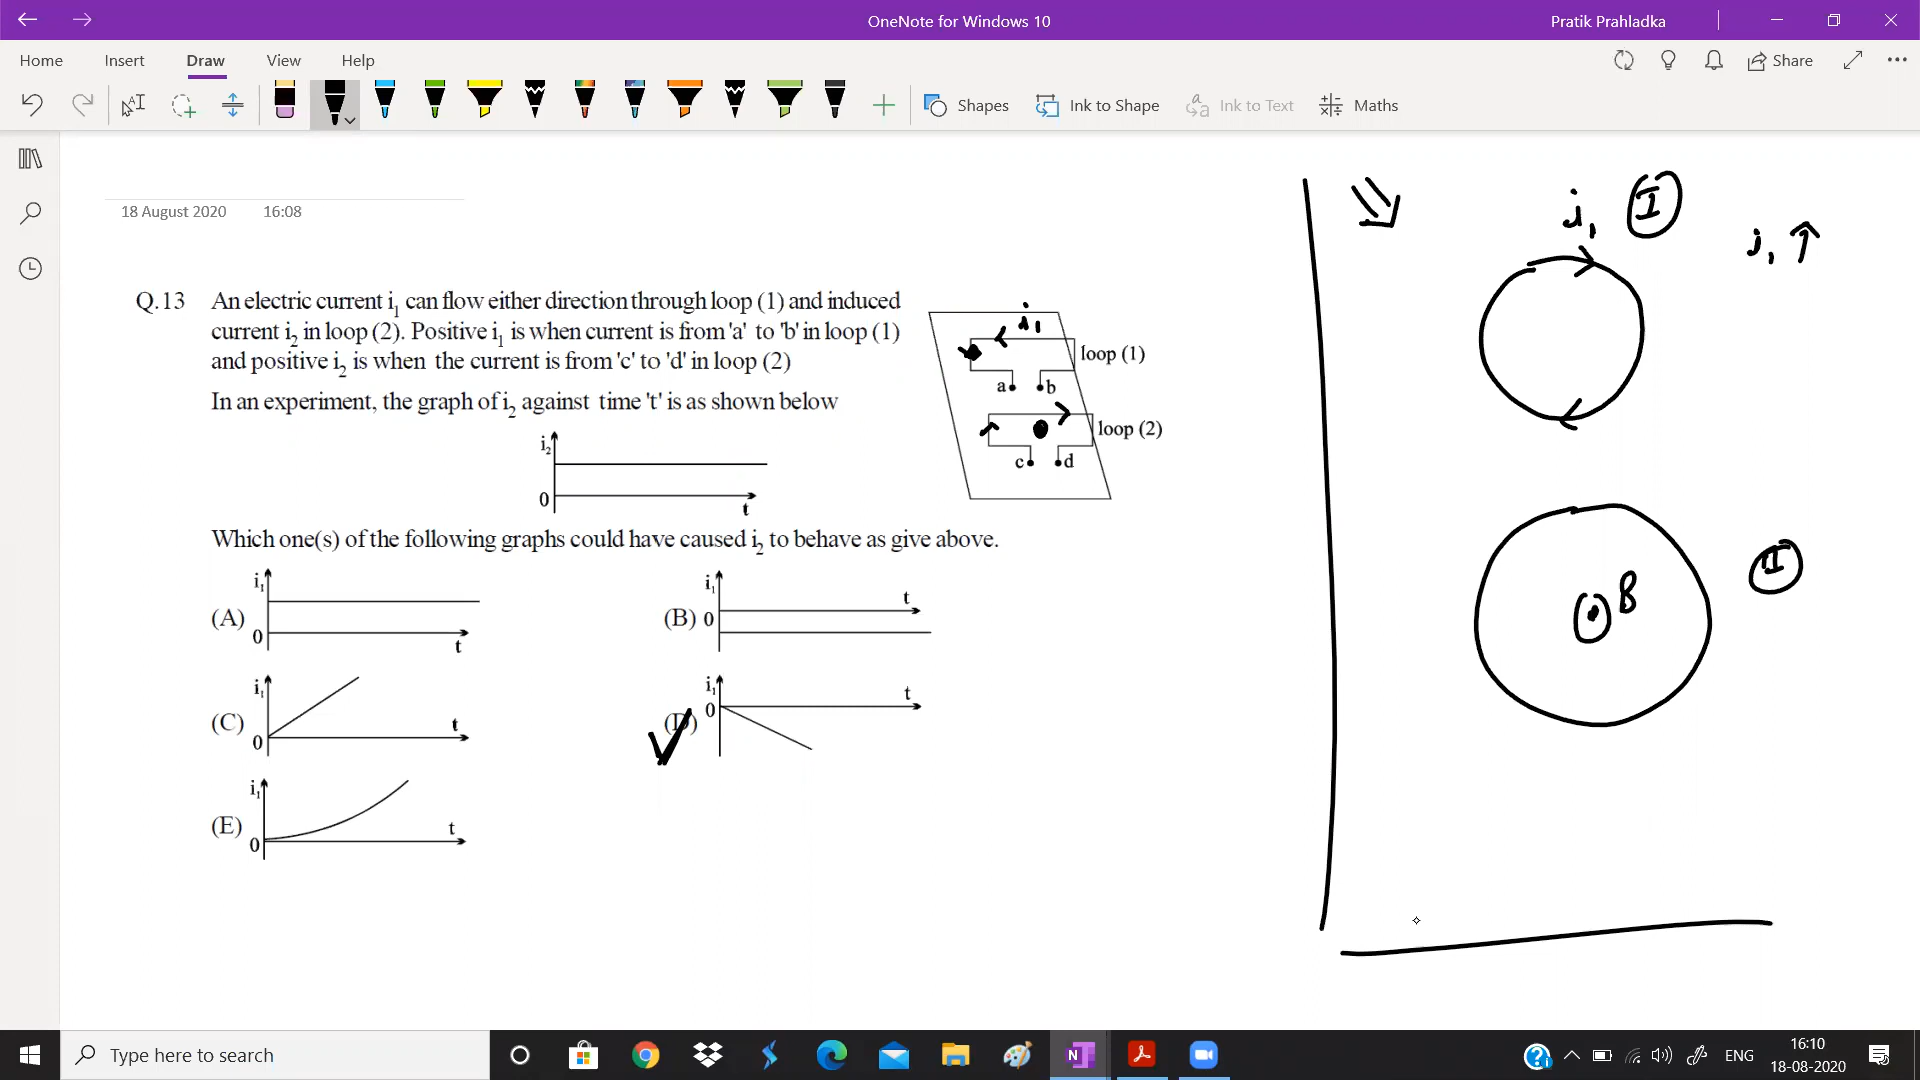 OneNote for Windows 10
Pratik Prahladka
Home Insert Draw View Help
Share
Shapes Ink to Shape Ink to Text Maths
18 August 2020 16:08
Q.13 An electric current i₁ can flow either direction through loop (1) and induced
current i₂ in loop (2). Positive i₁ is when current is from 'a' to 'b' in loop (1)
and positive i₂ is when the current is from 'c' to 'd' in loop (2)
In an experiment, the graph of i₂ against time 't' is as shown below
i₂
0
t
i₁
loop (1)
a b
loop (2)
c d
Which one(s) of the following graphs could have caused i₂ to behave as give above.
(A) i₁ 0 t
(B) i₁ 0 t
(C) i₁ 0 t
(D) i₁ 0 t
(E) i₁ 0 t
i₁ I
i₁ ↑
B
II
Type here to search
ENG
16:10
18-08-2020